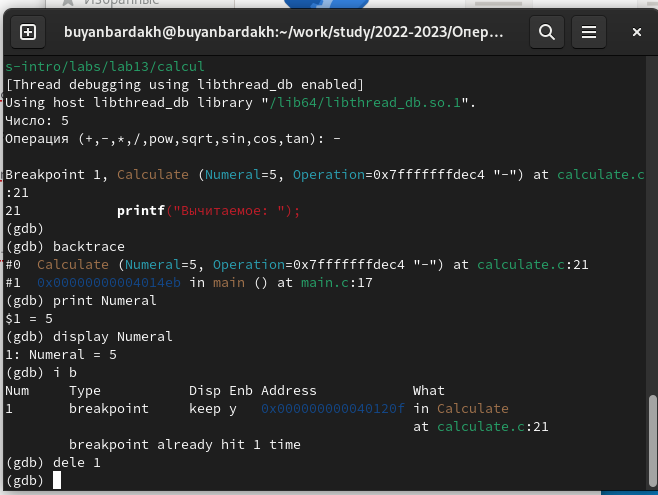 Избранные
buyanbardakh@buyanbardakh:~/work/study/2022-2023/Опер...
s-intro/labs/lab13/calcul
[Thread debugging using libthread_db enabled]
Using host libthread_db library "/lib64/libthread_db.so.1".
Число: 5
Операция (+,-,*,/,pow,sqrt,sin,cos,tan): -
Breakpoint 1, Calculate (Numeral=5, Operation=0x7fffffffdec4 "-") at calculate.c
:21
21 printf("Вычитаемое: ");
(gdb)
(gdb) backtrace
#0 Calculate (Numeral=5, Operation=0x7fffffffdec4 "-") at calculate.c:21
#1 0x00000000004014eb in main () at main.c:17
(gdb) print Numeral
$1 = 5
(gdb) display Numeral
1: Numeral = 5
(gdb) i b
Num Type Disp Enb Address What
1 breakpoint keep y 0x000000000040120f in Calculate
at calculate.c:21
breakpoint already hit 1 time
(gdb) dele 1
(gdb)